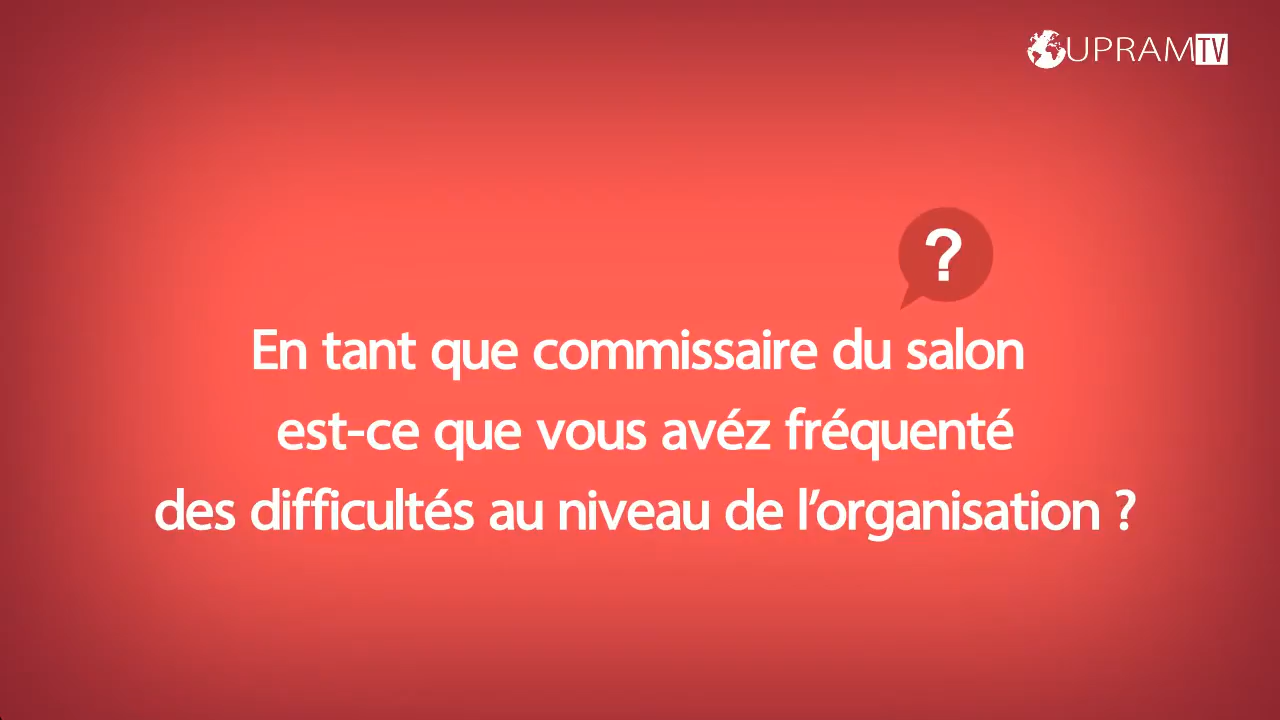 UPRAMTV
?
En tant que commissaire du salon
est-ce que vous avéz fréquenté
des difficultés au niveau de l’organisation ?